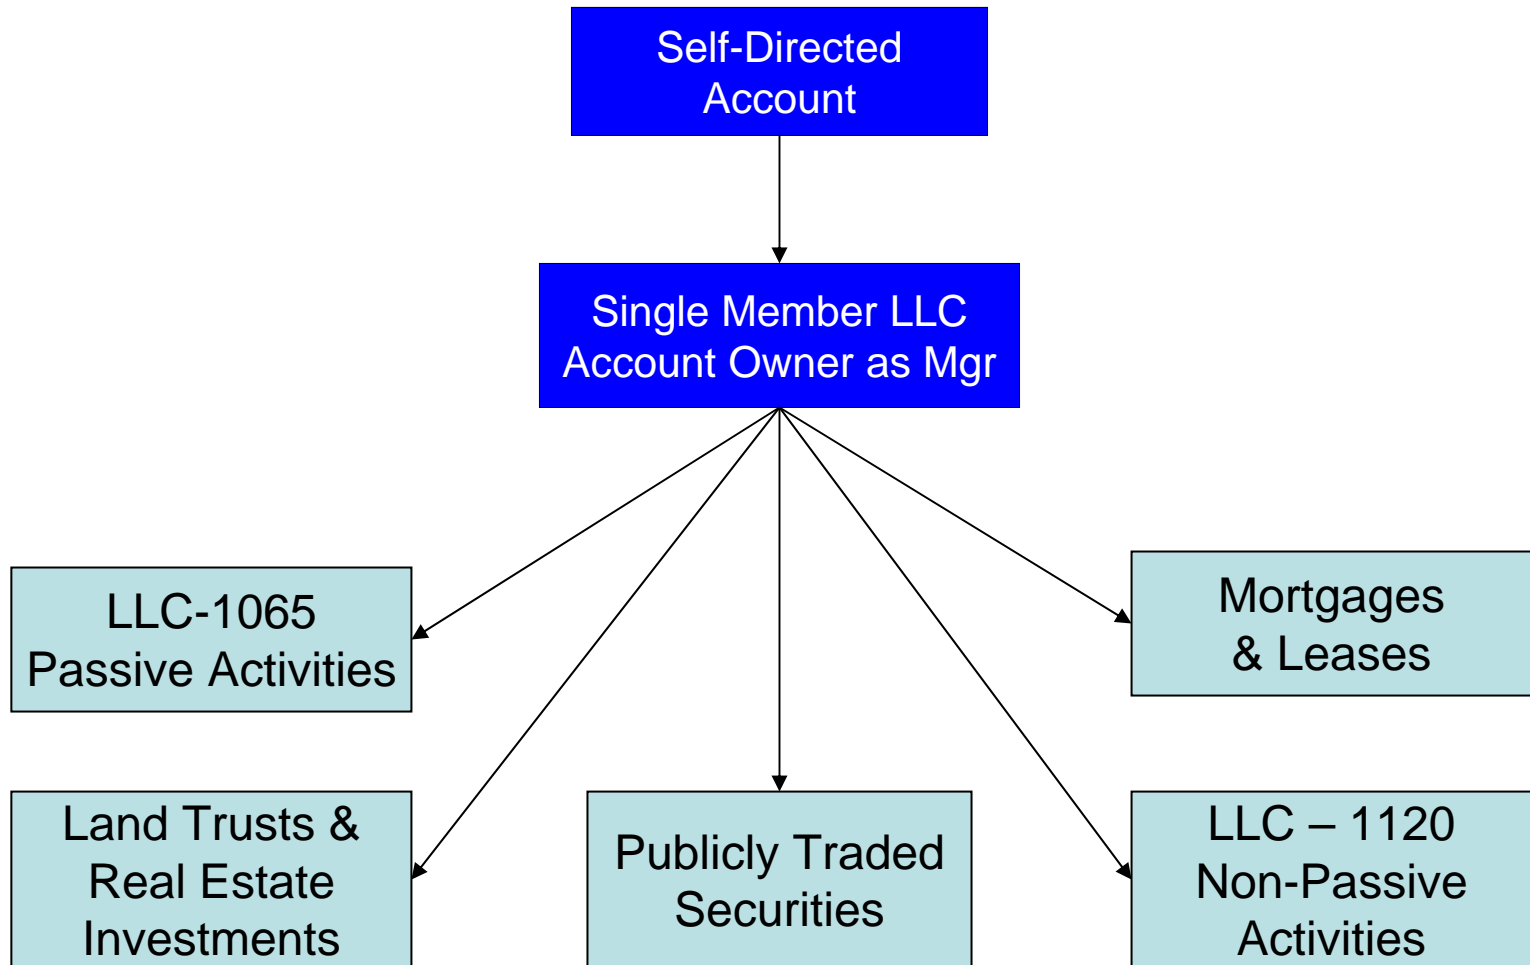 Self-Directed
Account
Single Member LLC
Account Owner as Mgr
LLC-1065
Passive Activities
Mortgages
& Leases
Land Trusts &
Real Estate
Investments
Publicly Traded
Securities
LLC – 1120
Non-Passive
Activities